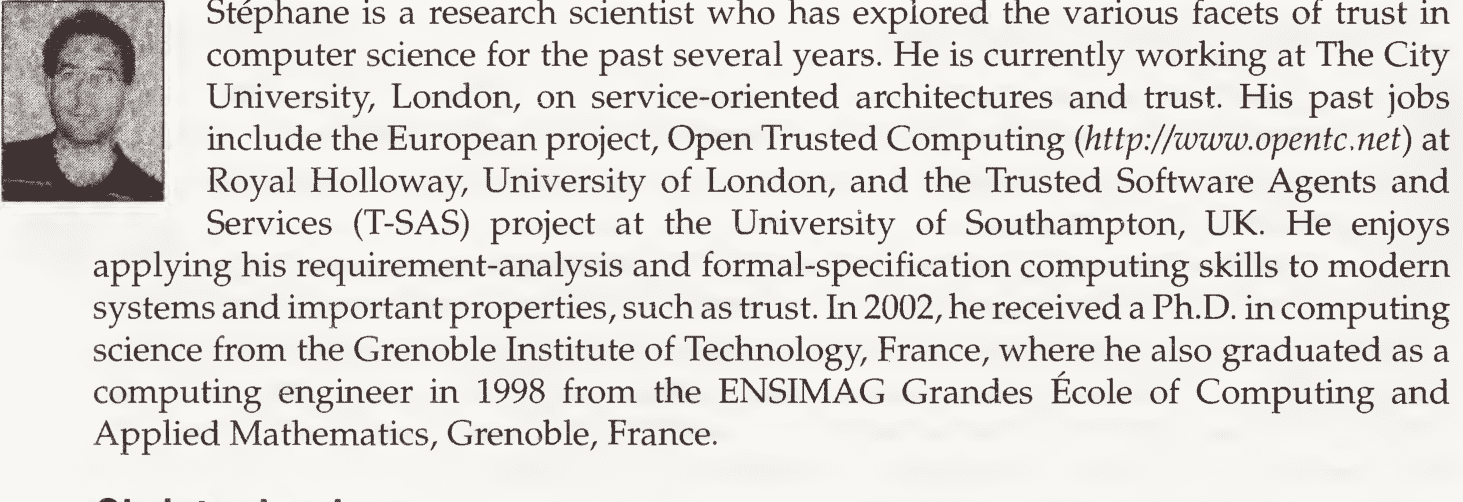 Stéphane is a research scientist who has explored the various facets of trust in
computer science for the past several years. He is currently working at The City
University, London, on service-oriented architectures and trust. His past jobs
include the European project, Open Trusted Computing (http://www.opentc.net) at
Royal Holloway, University of London, and the Trusted Software Agents and
Services (T-SAS) project at the University of Southampton, UK. He enjoys
applying his requirement-analysis and formal-specification computing skills to modern
systems and important properties, such as trust. In 2002, he received a Ph.D. in computing
science from the Grenoble Institute of Technology, France, where he also graduated as a
computing engineer in 1998 from the ENSIMAG Grandes École of Computing and
Applied Mathematics, Grenoble, France.